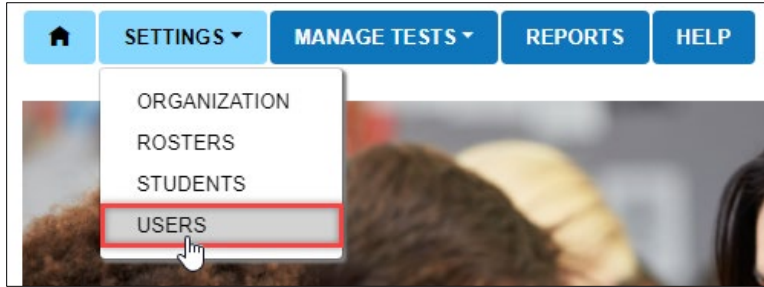 SETTINGS MANAGE TESTS REPORTS HELP
ORGANIZATION
ROSTERS
STUDENTS
USERS